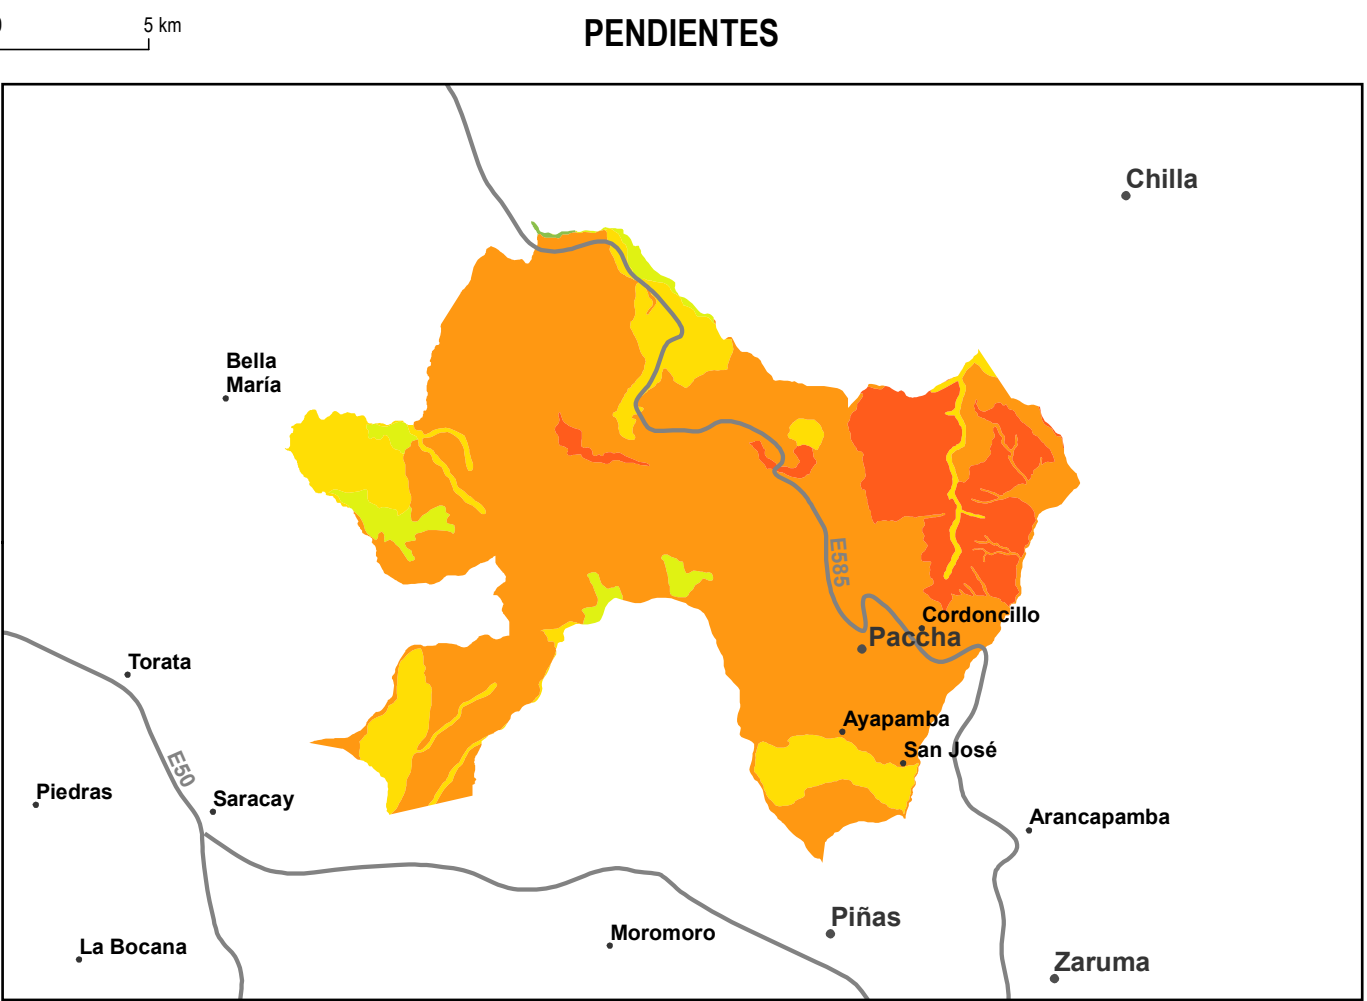 5 km
PENDIENTES
Chilla
Bella
María
E585
Cordoncillo
Paccha
Torata
Ayapamba
San José
E50
Piedras
Saracay
Arancapamba
Piñas
Moromoro
La Bocana
Zaruma